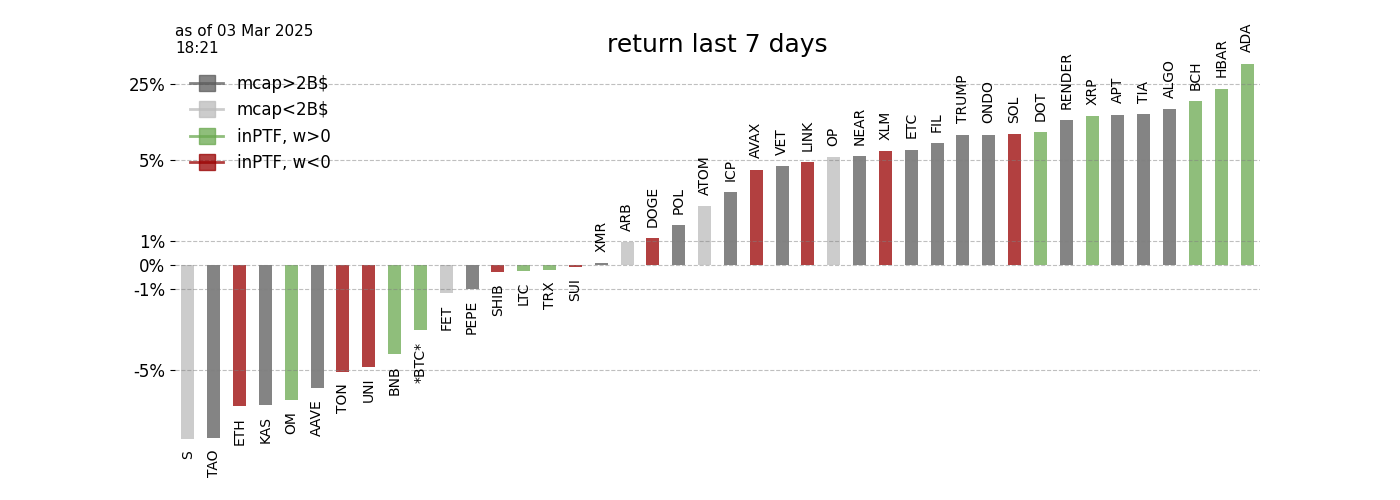 as of 03 Mar 2025
18:21
return last 7 days
mcap>2B$
mcap<2B$
inPTF, w>0
inPTF, w<0
25%
5%
1%
0%
-1%
-5%
S
TAO
ETH
KAS
OM
AAVE
TON
UNI
BNB
*BTC*
FET
PEPE
SHIB
LTC
TRX
SUI
XMR
ARB
DOGE
POL
ATOM
ICP
AVAX
VET
LINK
OP
NEAR
XLM
ETC
FIL
TRUMP
ONDO
SOL
DOT
RENDER
XRP
APT
TIA
ALGO
BCH
HBAR
ADA